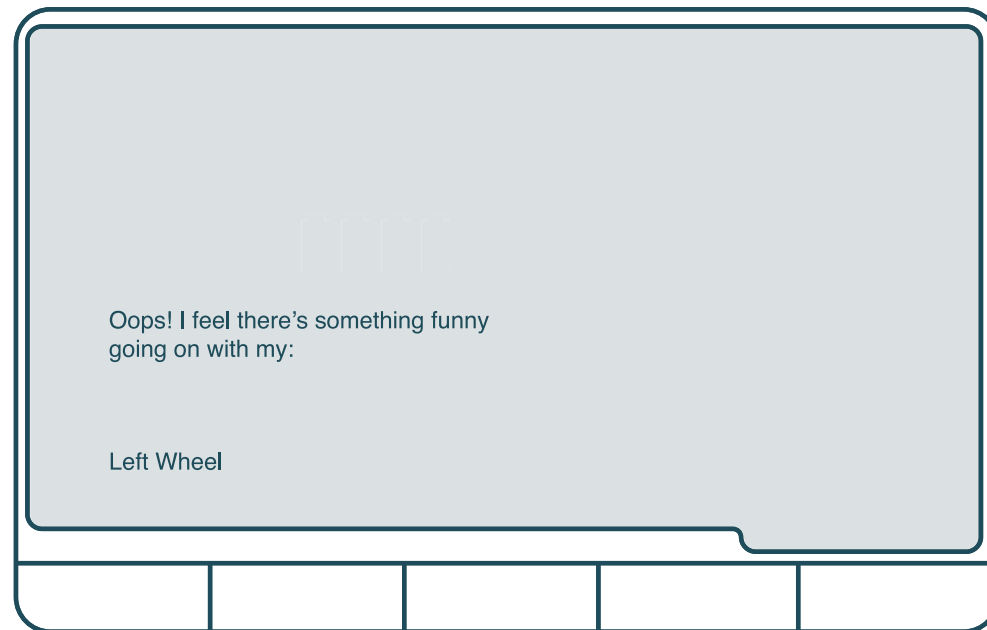 Oops! I feel there’s something funny
going on with my:
Left Wheel